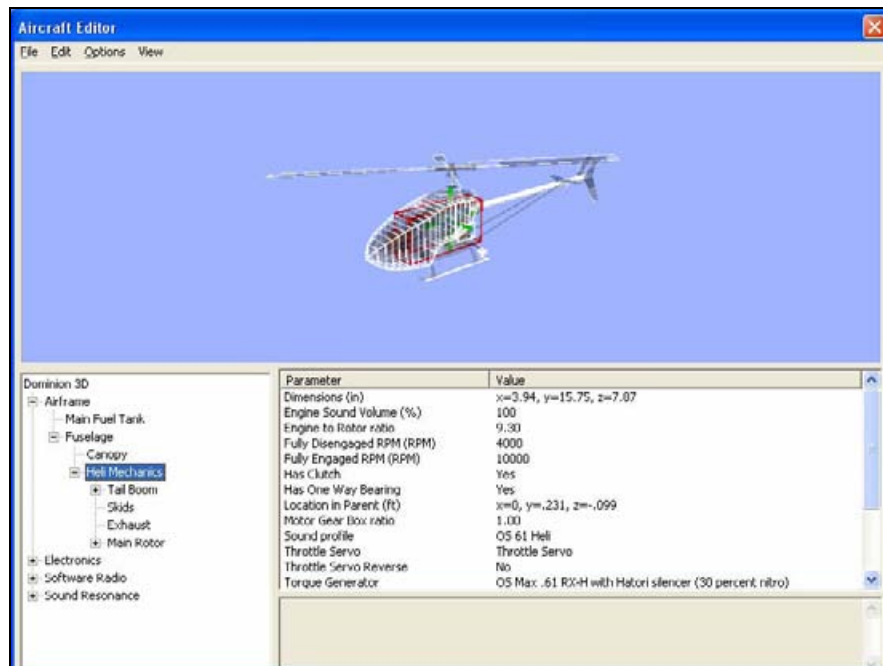 Aircraft Editor
File Edit Options View
Dominion 3D
Airframe
Main Fuel Tank
Fuselage
Canopy
Heli Mechanics
Tail Boom
Skids
Exhaust
Main Rotor
Electronics
Software Radio
Sound Resonance
Parameter Value
Dimensions (in) x=3.94, y=15.75, z=7.87
Engine Sound Volume (%) 100
Engine to Rotor ratio 9.30
Fully Disengaged RPM (RPM) 4000
Fully Engaged RPM (RPM) 10000
Has Clutch Yes
Has One Way Bearing Yes
Location in Parent (ft) x=0, y=.231, z=-.099
Motor Gear Box ratio 1.00
Sound profile OS 61 Heli
Throttle Servo Throttle Servo
Throttle Servo Reverse No
Torque Generator OS Max .61 RX-H with Hatori silencer (30 percent nitro)